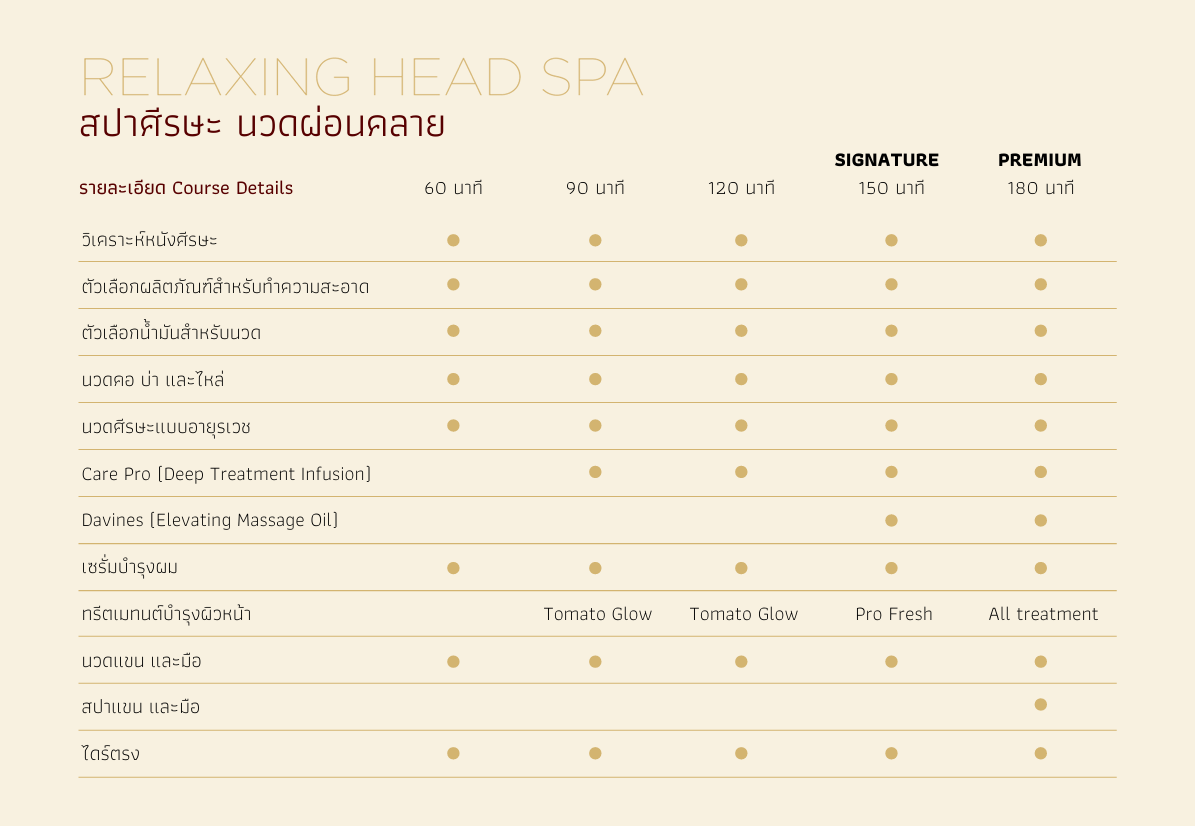 RELAXING HEAD SPA
สปาศีรษะ นวดผ่อนคลาย
SIGNATURE PREMIUM
รายละเอียด Course Details 60 นาที 90 นาที 120 นาที 150 นาที 180 นาที
วิเคราะห์หนังศีรษะ ● ● ● ● ●
ตัวเลือกผลิตภัณฑ์สำหรับทำความสะอาด ● ● ● ● ●
ตัวเลือกน้ำมันสำหรับนวด ● ● ● ● ●
นวดคอ บ่า และไหล่ ● ● ● ● ●
นวดศีรษะแบบอายุรเวช ● ● ● ● ●
Care Pro (Deep Treatment Infusion) ● ● ● ●
Davines (Elevating Massage Oil) ● ●
เซรั่มบำรุงผม ● ● ● ● ●
ทรีตเมทนต์บำรุงผิวหน้า Tomato Glow Tomato Glow Pro Fresh All treatment
นวดแขน และมือ ● ● ● ● ●
สปาแขน และมือ ●
ไดร์ตรง ● ● ● ● ●